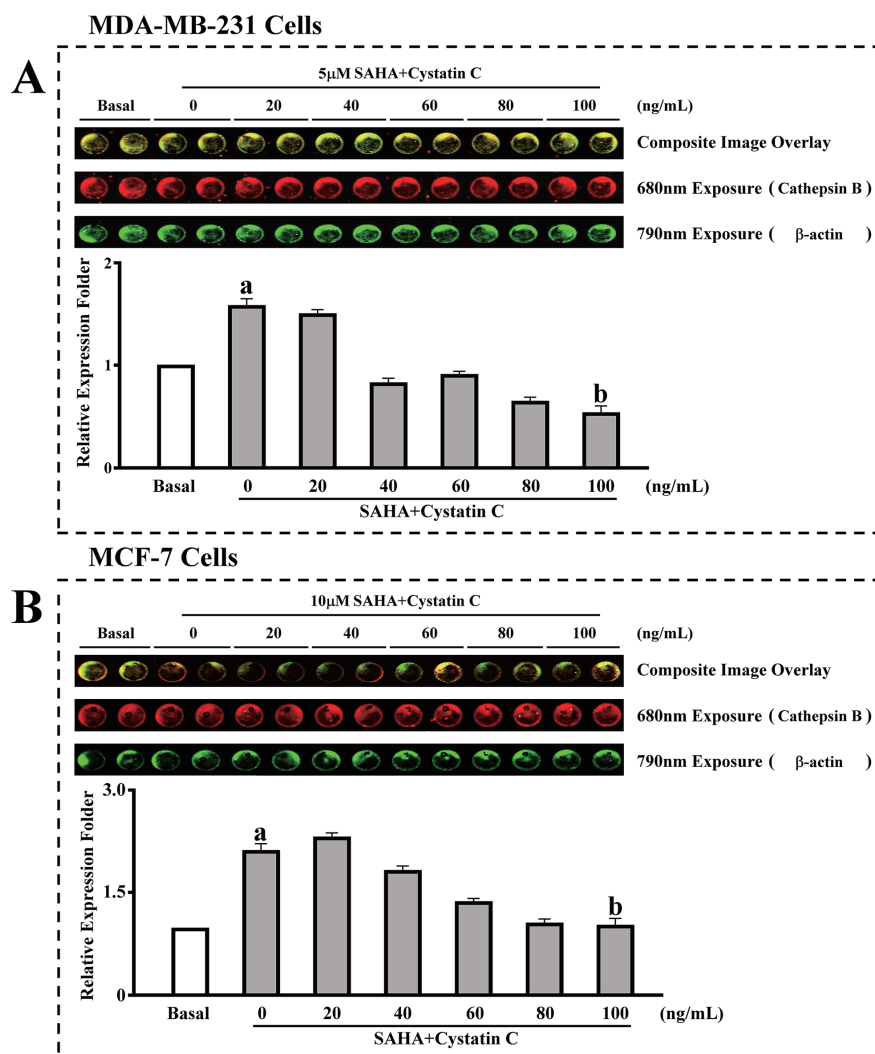 MDA-MB-231 Cells
A
5μM SAHA+Cystatin C
Basal 0 20 40 60 80 100 (ng/mL)
Composite Image Overlay
680nm Exposure ( Cathepsin B )
790nm Exposure ( β-actin )
Relative Expression Folder
2
1
0
a
b
Basal 0 20 40 60 80 100 (ng/mL)
SAHA+Cystatin C
MCF-7 Cells
B
10μM SAHA+Cystatin C
Basal 0 20 40 60 80 100 (ng/mL)
Composite Image Overlay
680nm Exposure ( Cathepsin B )
790nm Exposure ( β-actin )
Relative Expression Folder
3.0
1.5
0
a
b
Basal 0 20 40 60 80 100 (ng/mL)
SAHA+Cystatin C